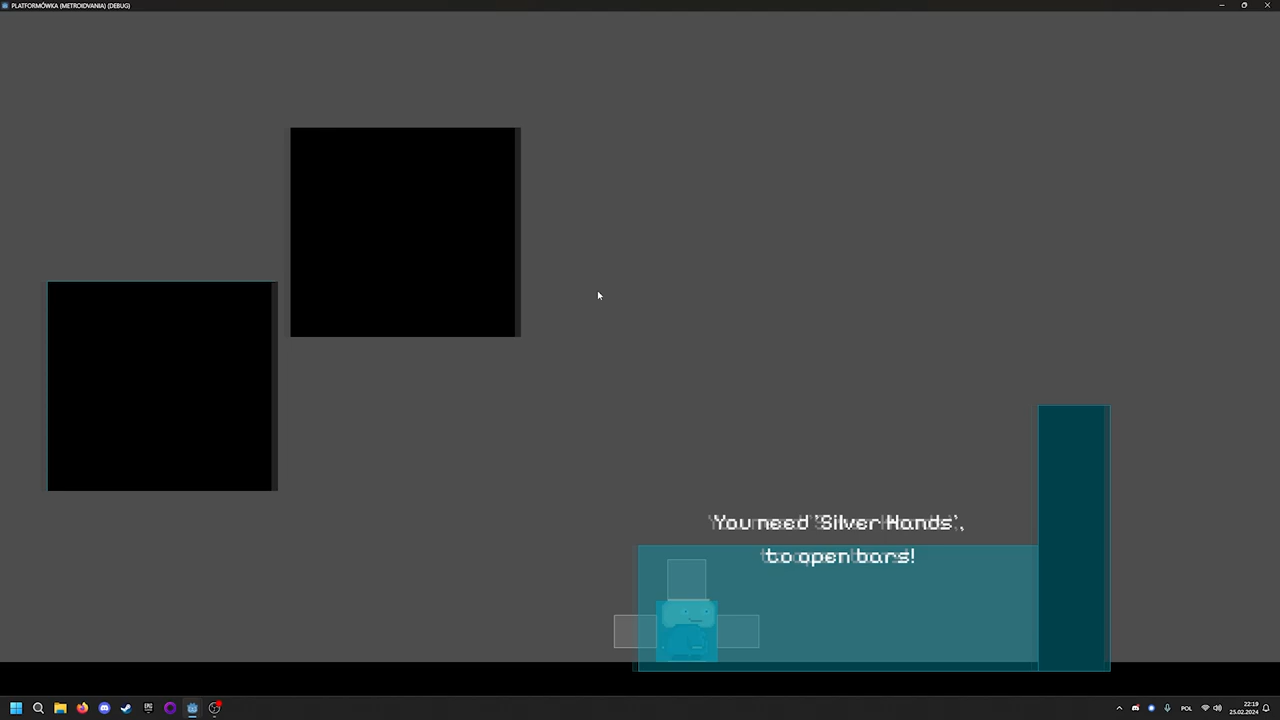 PLATFORMÓWKA (METROIDVANIA) (DEBUG)
You need 'Silver Hands',
to open bars!
POL
22:19
25.02.2024